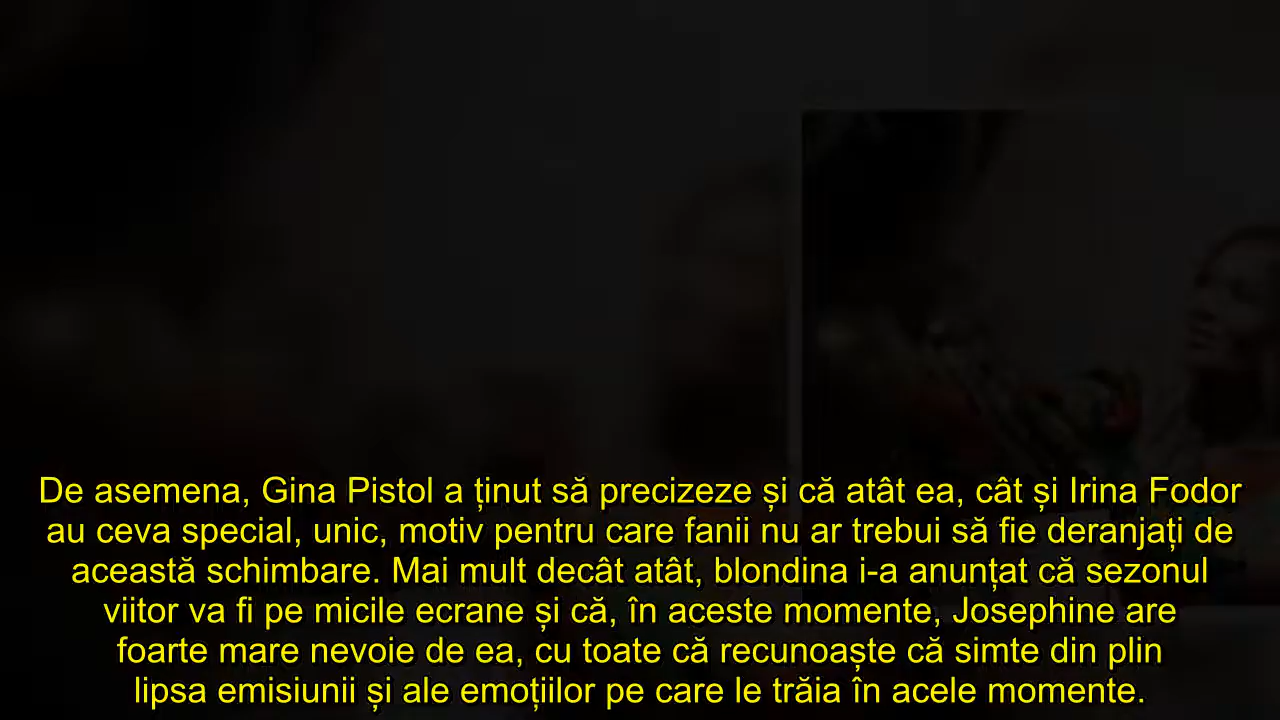 De asemena, Gina Pistol a ținut să precizeze și că atât ea, cât și Irina Fodor
au ceva special, unic, motiv pentru care fanii nu ar trebui să fie deranjați de
această schimbare. Mai mult decât atât, blondina i-a anunțat că sezonul
viitor va fi pe micile ecrane și că, în aceste momente, Josephine are
foarte mare nevoie de ea, cu toate că recunoaște că simte din plin
lipsa emisiunii și ale emoțiilor pe care le trăia în acele momente.